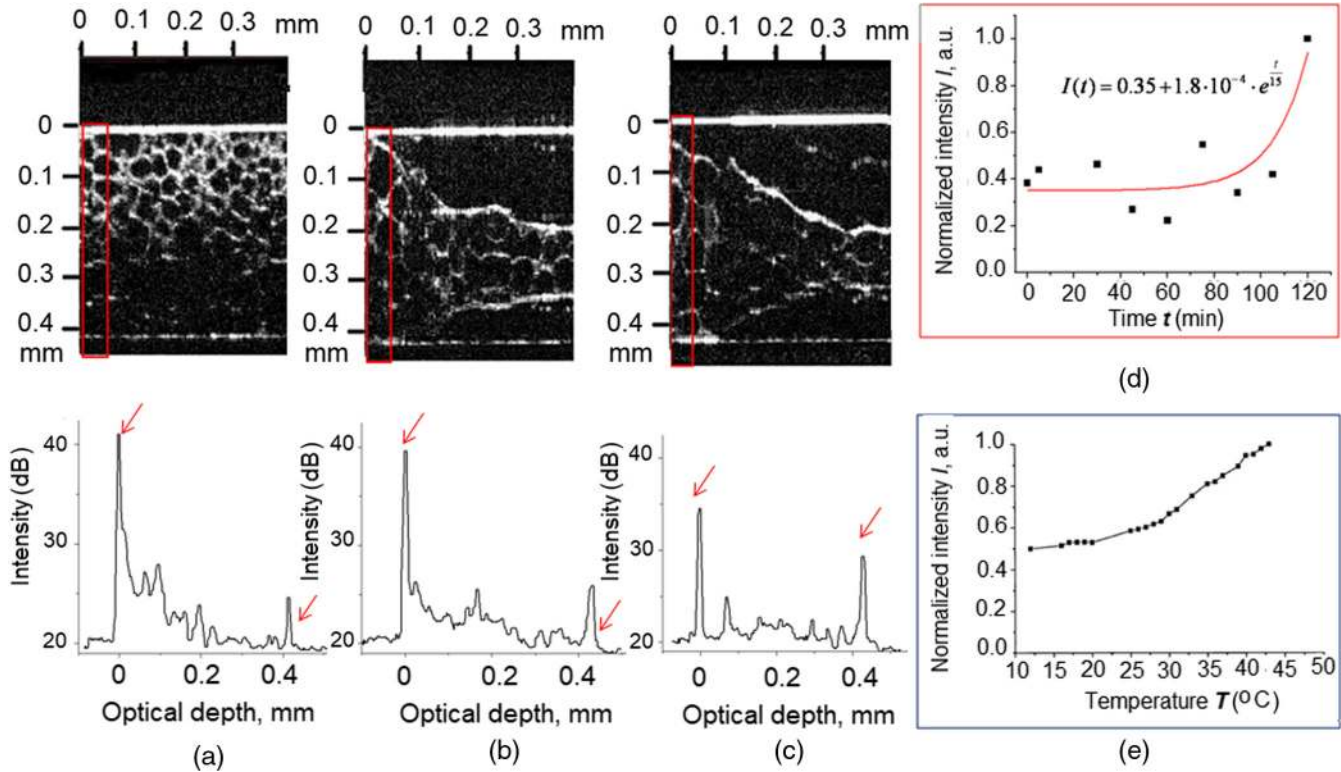 mm
0 0.1 0.2 0.3
0
0.1
0.2
0.3
0.4
mm
mm
0 0.1 0.2 0.3
0
0.1
0.2
0.3
0.4
mm
mm
0 0.1 0.2 0.3 mm
0
0.1
0.2
0.3
0.4
mm
Intensity (dB)
40
30
20
0 0.2 0.4
Optical depth, mm
(a)
Intensity (dB)
40
30
20
0 0.2 0.4
Optical depth, mm
(b)
Intensity (dB)
40
30
20
0 0.2 0.4
Optical depth, mm
(c)
Normalized intensity I, a.u.
1.0
0.8
0.6
0.4
0.2
0.0
I(t) = 0.35+1.8·10⁻⁴·e^(t/15)
0 20 40 60 80 100 120
Time t (min)
(d)
Normalized intensity I, a.u.
1.0
0.8
0.6
0.4
0.2
0.0
10 15 20 25 30 35 40 45 50
Temperature T (°C)
(e)